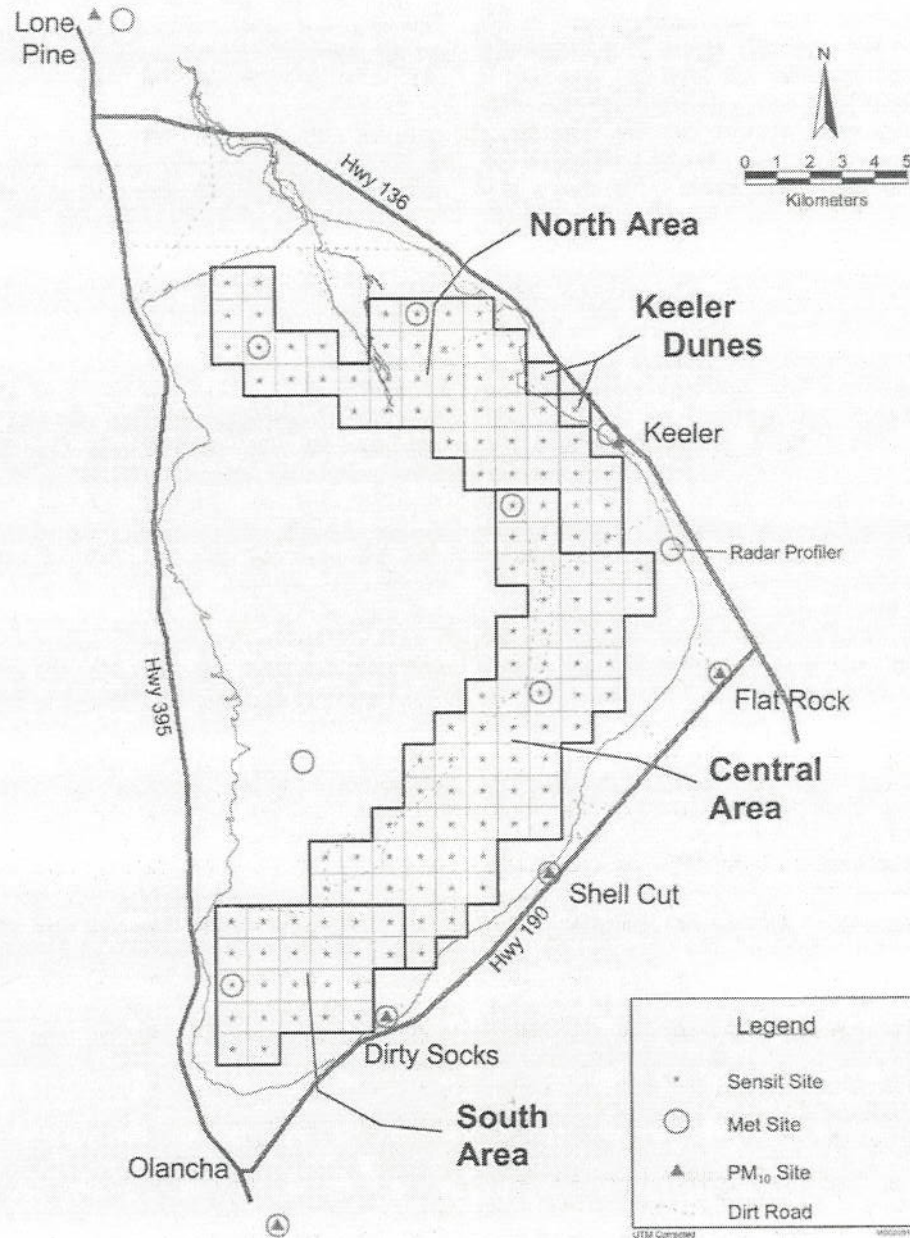 Lone
Pine
N
0 1 2 3 4 5
Kilometers
Hwy 136
North Area
Keeler
Dunes
Keeler
Radar Profiler
Hwy 395
Flat Rock
Central
Area
Shell Cut
Hwy 190
Dirty Socks
South
Area
Olancha
Legend
Sensit Site
Met Site
PM₁₀ Site
Dirt Road
UTM Corrected